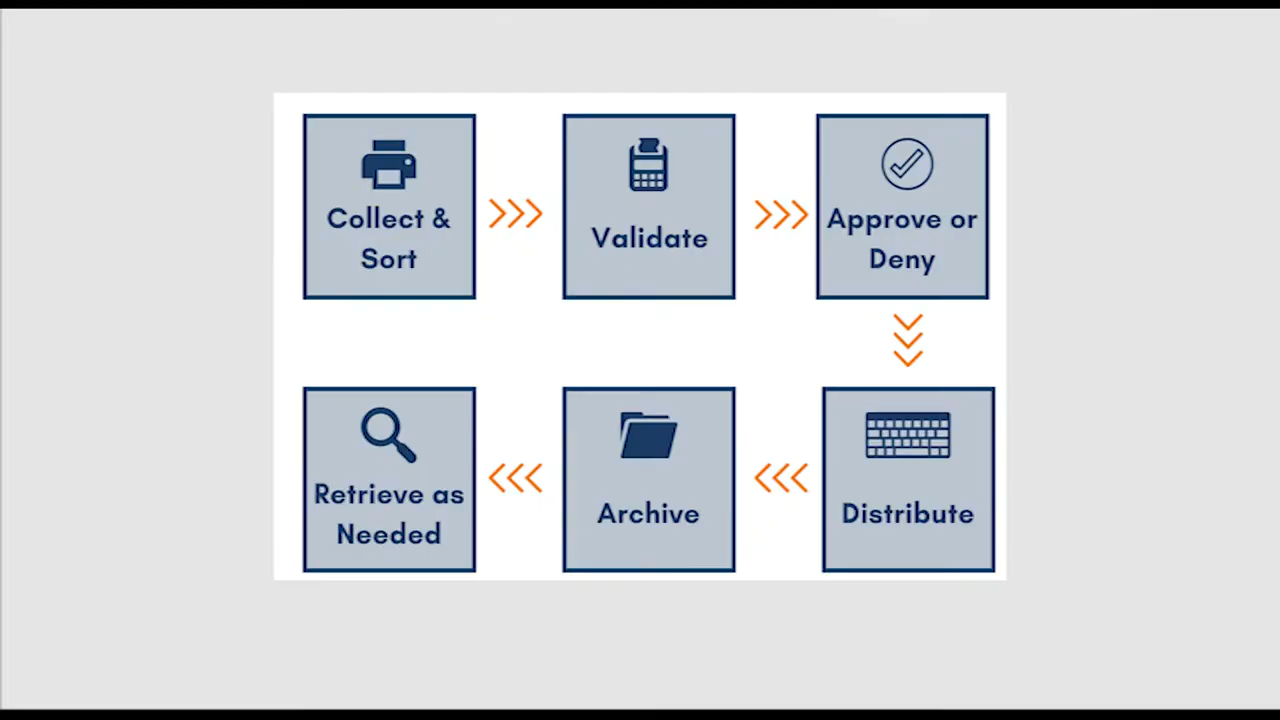 Collect &
Sort
Validate
Approve or
Deny
Retrieve as
Needed
Archive
Distribute